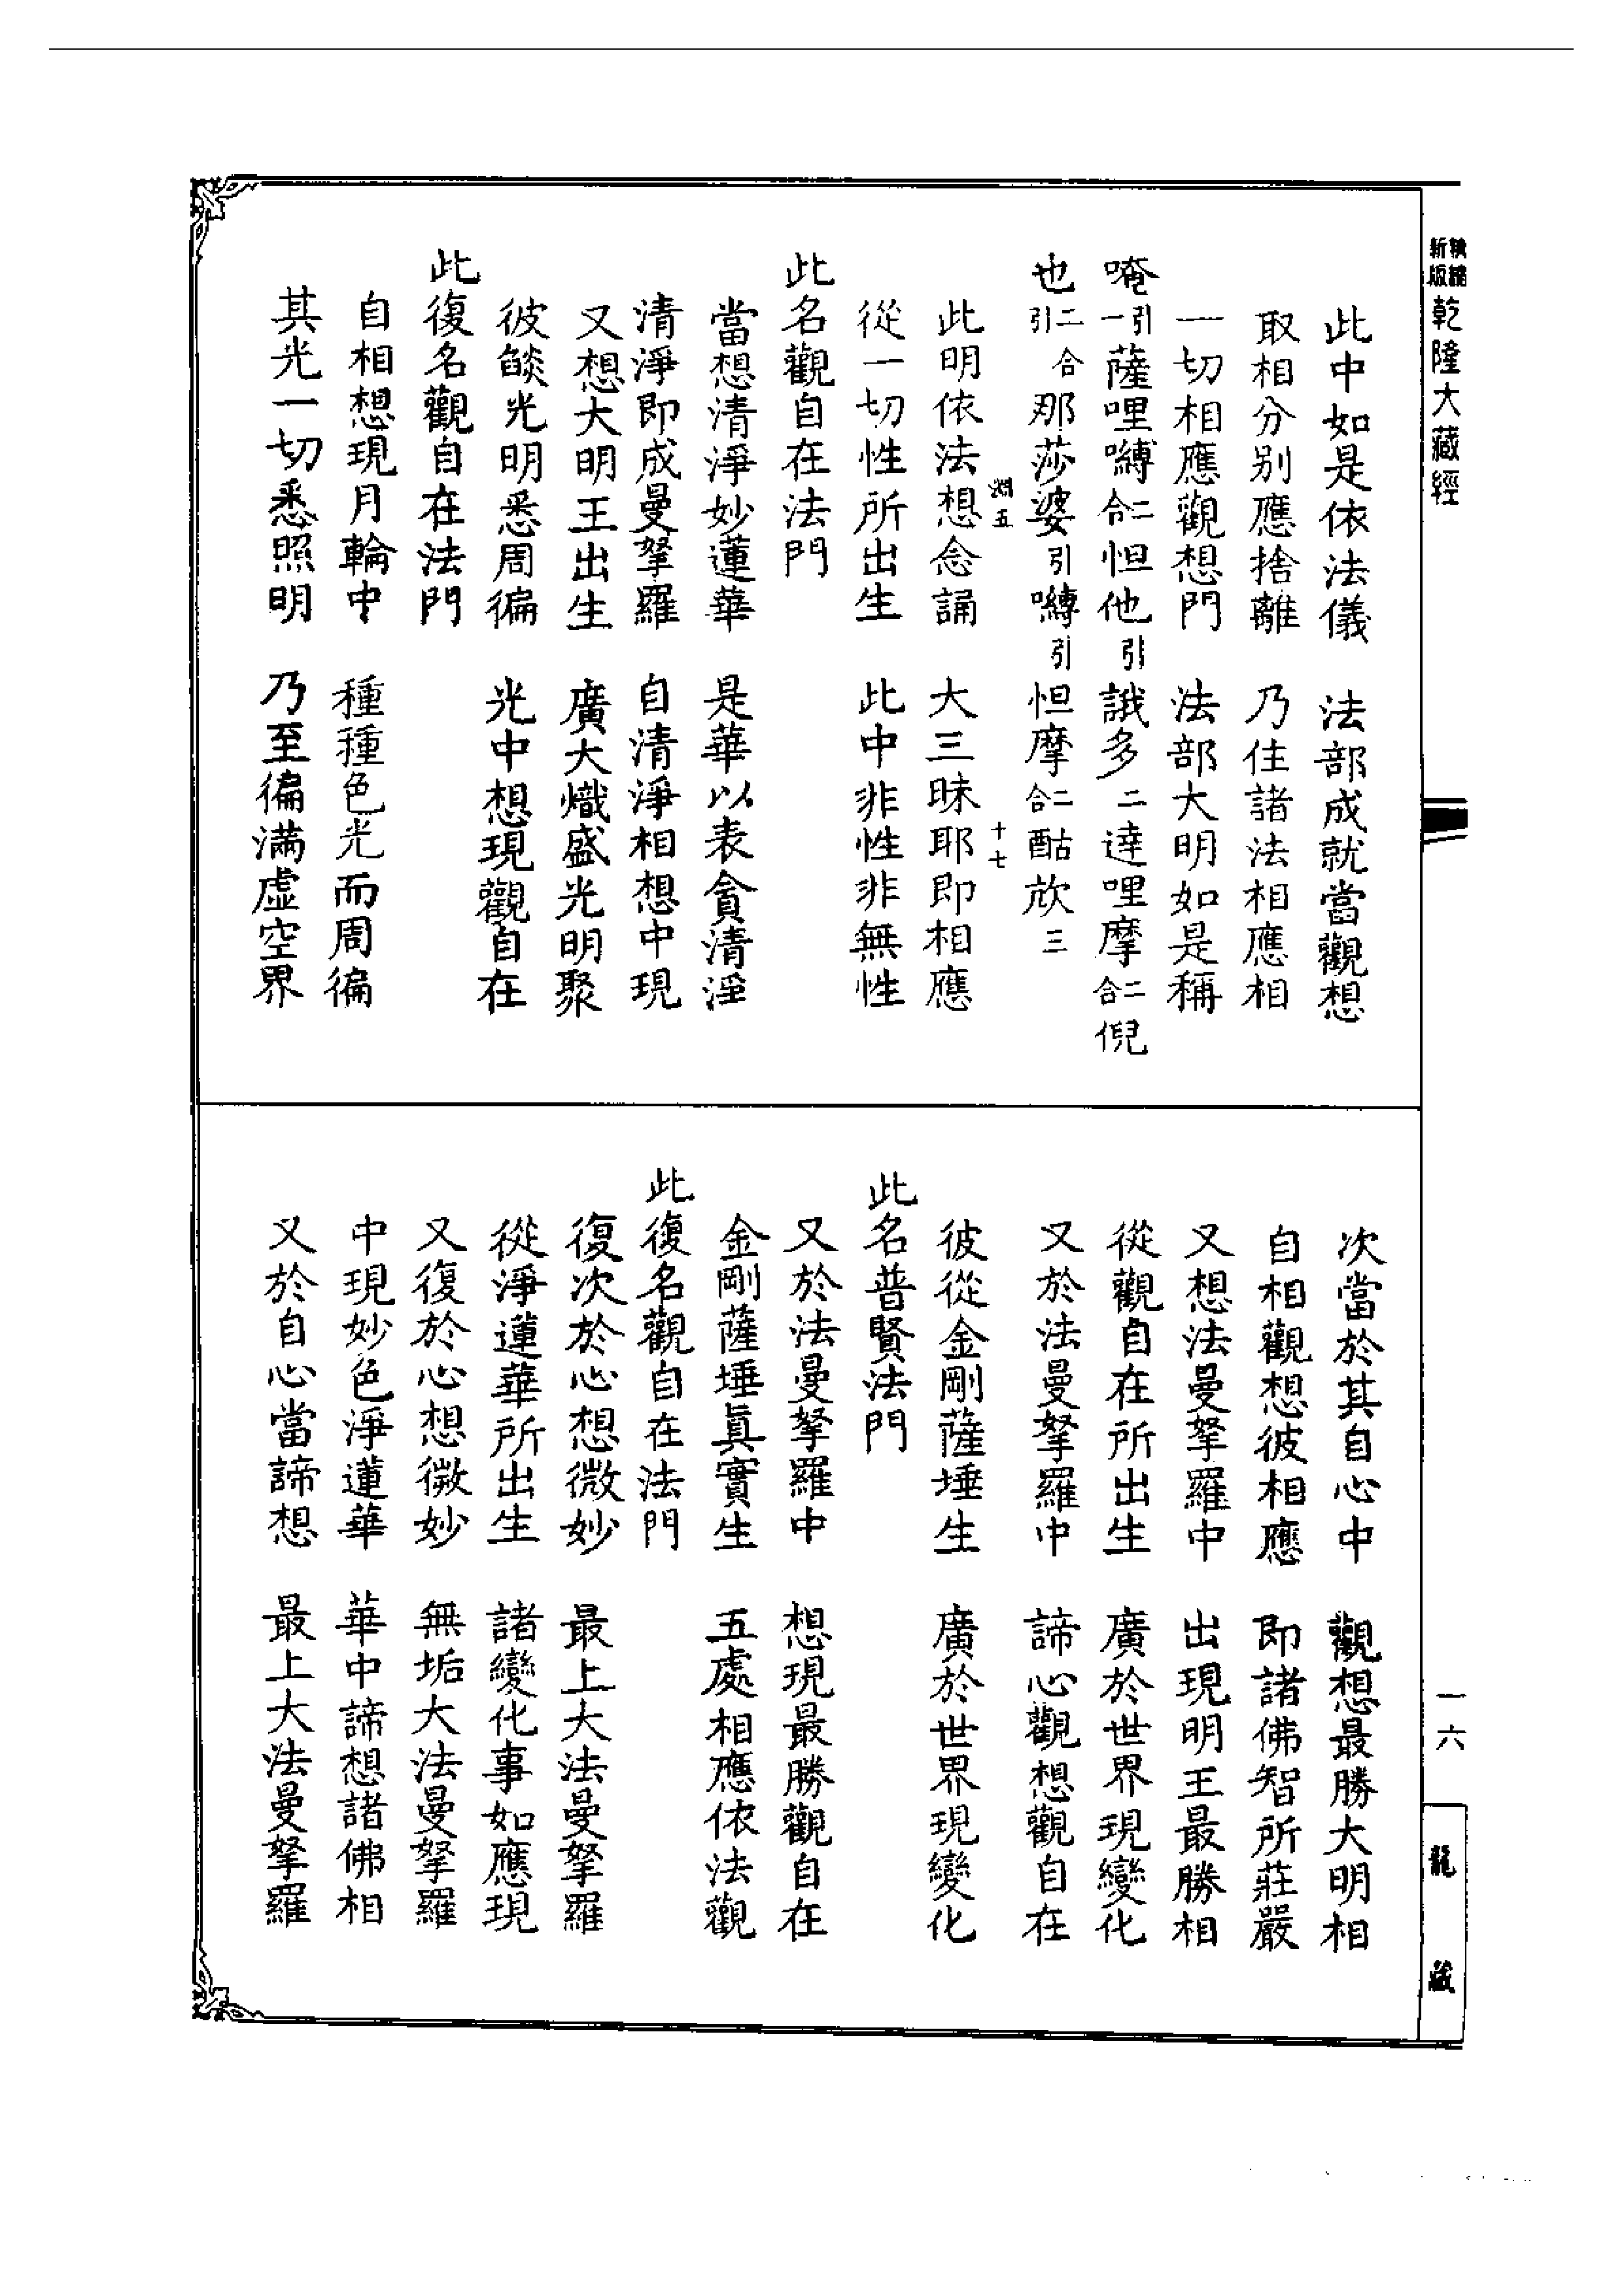 新版精縮乾隆大藏經
此中如是依法儀　法部成就當觀想
取相分別應捨離　乃住諸法相應相
一切相應觀想門　法部大明如是稱
唵引一薩哩嚩二合怛他引誐多二達哩摩二合倪
也二合引那莎婆引嚩引怛摩二合酤㰠三
淵五　十七
此明依法想念誦　大三昧耶即相應
從一切性所出生　此中非性非無性
此名觀自在法門
當想清淨妙蓮華　是華以表貪清淨
清淨即成曼拏羅　自清淨相想中現
又想大明王出生　廣大熾盛光明聚
彼燄光明悉周徧　光中想現觀自在
此復名觀自在法門
自相想現月輪中　種種色光而周徧
其光一切悉照明　乃至徧滿虛空界
次當於其自心中　觀想最勝大明相
自相觀想彼相應　即諸佛智所莊嚴
又想法曼拏羅中　出現明王最勝相
從觀自在所出生　廣於世界現變化
又於法曼拏羅中　諦心觀想觀自在
彼從金剛薩埵生　廣於世界現變化
此名普賢法門
又於法曼拏羅中　想現最勝觀自在
金剛薩埵眞實生　五處相應依法觀
此復名觀自在法門
復次於心想微妙　最上大法曼拏羅
從淨蓮華所出生　諸變化事如應現
又復於心想微妙　無垢大法曼拏羅
中現妙色淨蓮華　華中諦想諸佛相
又於自心當諦想　最上大法曼拏羅
一六
龍藏